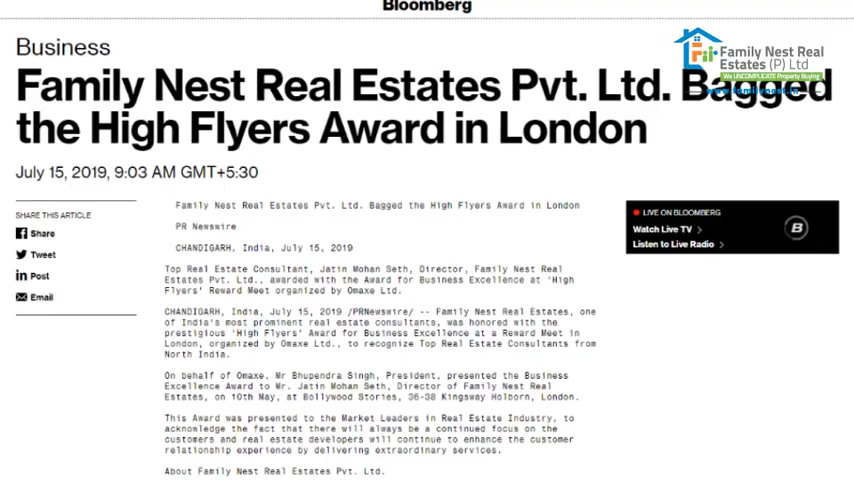 Bloomberg
Business
Family Nest Real Estates Pvt. Ltd. Bagged
the High Flyers Award in London
July 15, 2019, 9:03 AM GMT+5:30
Family Nest Real
Estates (P) Ltd
We UNCOMPLICATE Property Buying
www.familynest.in
SHARE THIS ARTICLE
Share
Tweet
Post
Email
Family Nest Real Estates Pvt. Ltd. Bagged the High Flyers Award in London
PR Newswire
CHANDIGARH, India, July 15, 2019
Top Real Estate Consultant, Jatin Mohan Seth, Director, Family Nest Real
Estates Pvt. Ltd., awarded with the Award for Business Excellence at 'High
Flyers' Reward Meet organized by Omaxe Ltd.
CHANDIGARH, India, July 15, 2019 /PRNewswire/ -- Family Nest Real Estates, one
of India's most prominent real estate consultants, was honored with the
prestigious 'High Flyers' Award for Business Excellence at a Reward Meet in
London, organized by Omaxe Ltd., to recognize Top Real Estate Consultants from
North India.
On behalf of Omaxe, Mr Bhupendra Singh, President, presented the Business
Excellence Award to Mr. Jatin Mohan Seth, Director of Family Nest Real
Estates, on 10th May, at Bollywood Stories, 36-38 Kingsway Holborn, London.
This Award was presented to the Market Leaders in Real Estate Industry, to
acknowledge the fact that there will always be a continued focus on the
customers and real estate developers will continue to enhance the customer
relationship experience by delivering extraordinary services.
About Family Nest Real Estates Pvt. Ltd.
LIVE ON BLOOMBERG
Watch Live TV >
Listen to Live Radio >
B